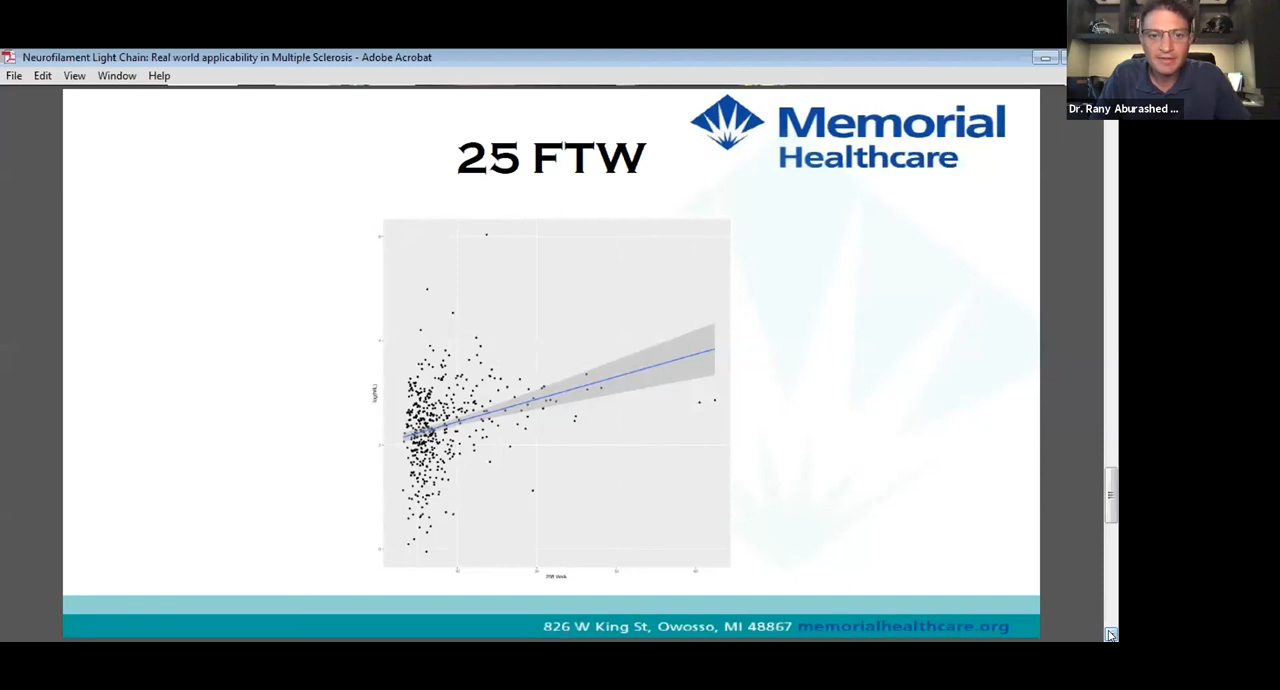 Neurofilament Light Chain: Real world applicability in Multiple Sclerosis - Adobe Acrobat
File Edit View Window Help
Dr. Rany Aburashed ...
Memorial
Healthcare
25 FTW
826 W King St, Owosso, MI 48867 memorialhealthcare.org